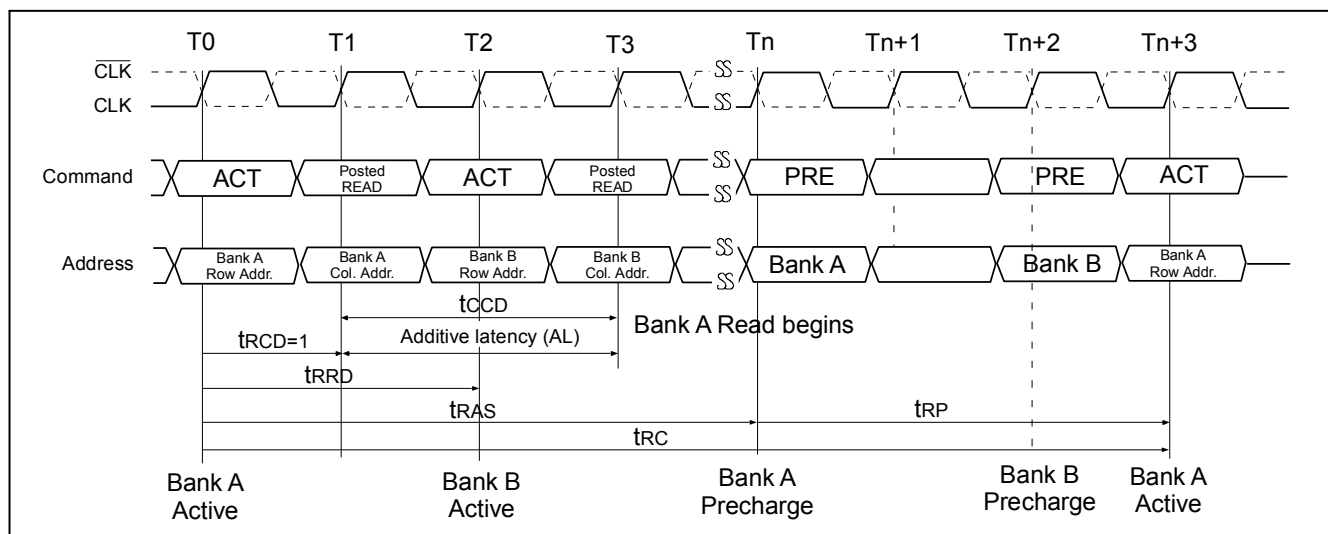 T0 T1 T2 T3 Tn Tn+1 Tn+2 Tn+3
CLK
CLK
Command ACT Posted READ ACT Posted READ PRE PRE ACT
Address Bank A Row Addr. Bank A Col. Addr. Bank B Row Addr. Bank B Col. Addr. Bank A Bank B Bank A Row Addr.
tCCD
Bank A Read begins
tRCD=1 Additive latency (AL)
tRRD
tRAS tRP
tRC
Bank A Active Bank B Active Bank A Precharge Bank B Precharge Bank A Active